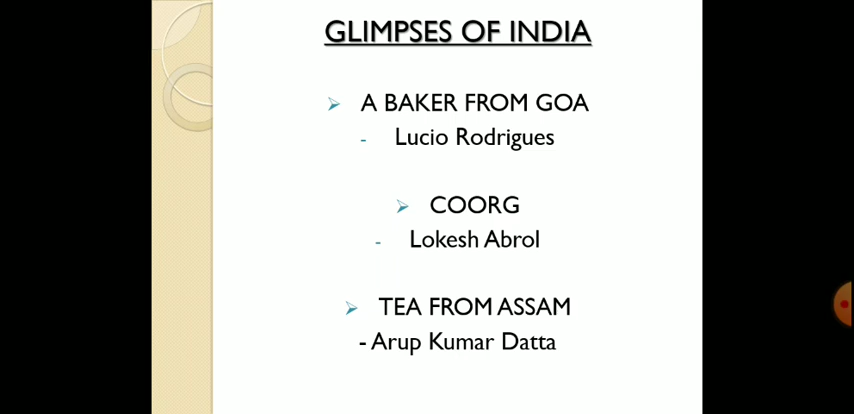 GLIMPSES OF INDIA
➢ A BAKER FROM GOA
- Lucio Rodrigues
➢ COORG
- Lokesh Abrol
➢ TEA FROM ASSAM
- Arup Kumar Datta